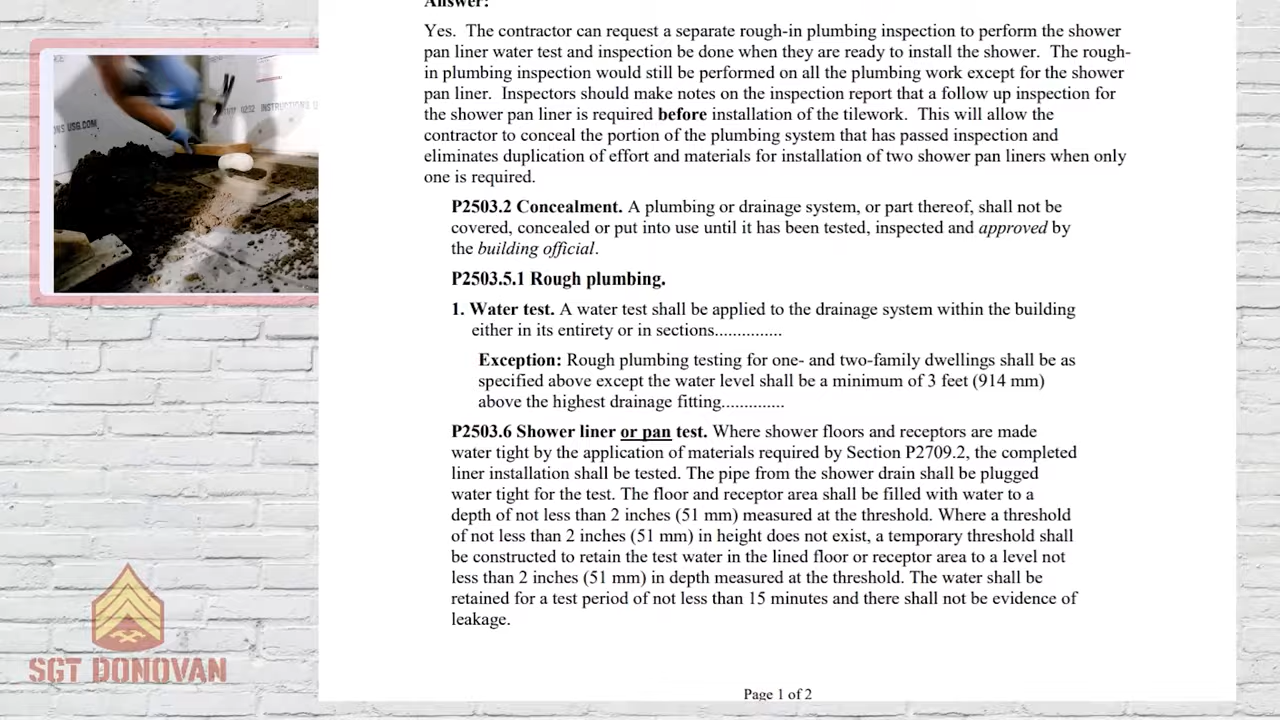 Answer:
Yes.  The contractor can request a separate rough-in plumbing inspection to perform the shower
pan liner water test and inspection be done when they are ready to install the shower.  The rough-
in plumbing inspection would still be performed on all the plumbing work except for the shower
pan liner.  Inspectors should make notes on the inspection report that a follow up inspection for
the shower pan liner is required before installation of the tilework.  This will allow the
contractor to conceal the portion of the plumbing system that has passed inspection and
eliminates duplication of effort and materials for installation of two shower pan liners when only
one is required.
P2503.2 Concealment. A plumbing or drainage system, or part thereof, shall not be
covered, concealed or put into use until it has been tested, inspected and approved by
the building official.
P2503.5.1 Rough plumbing.
1. Water test. A water test shall be applied to the drainage system within the building
either in its entirety or in sections...............
Exception: Rough plumbing testing for one- and two-family dwellings shall be as
specified above except the water level shall be a minimum of 3 feet (914 mm)
above the highest drainage fitting..............
P2503.6 Shower liner or pan test. Where shower floors and receptors are made
water tight by the application of materials required by Section P2709.2, the completed
liner installation shall be tested. The pipe from the shower drain shall be plugged
water tight for the test. The floor and receptor area shall be filled with water to a
depth of not less than 2 inches (51 mm) measured at the threshold. Where a threshold
of not less than 2 inches (51 mm) in height does not exist, a temporary threshold shall
be constructed to retain the test water in the lined floor or receptor area to a level not
less than 2 inches (51 mm) in depth measured at the threshold. The water shall be
retained for a test period of not less than 15 minutes and there shall not be evidence of
leakage.
Page 1 of 2
USG.COM
SGT DONOVAN